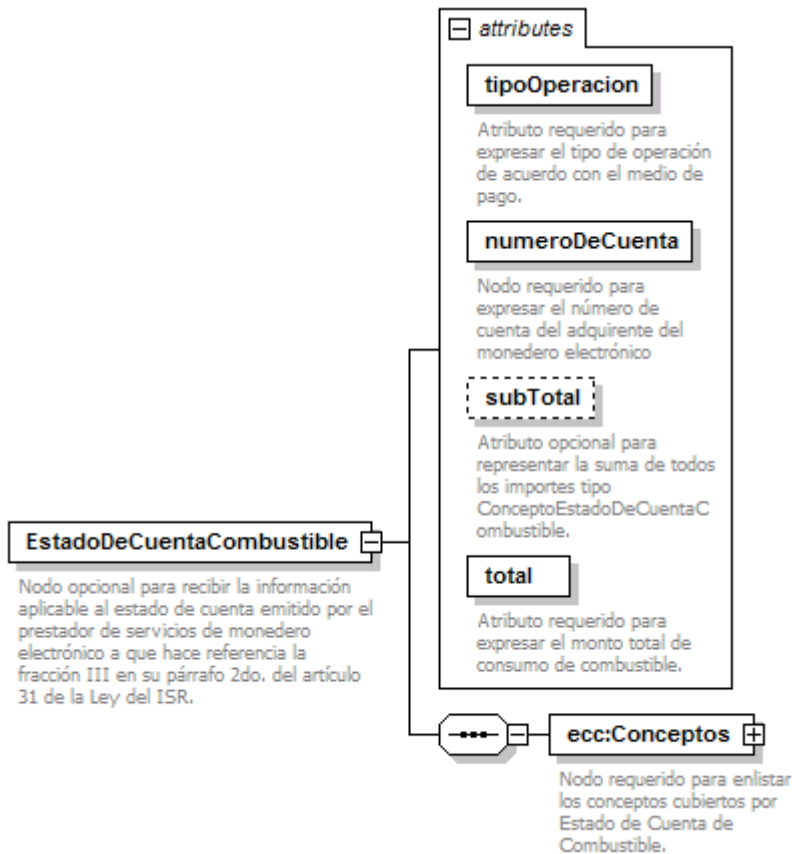 attributes
tipoOperacion
Atributo requerido para
expresar el tipo de operación
de acuerdo con el medio de
pago.
numeroDeCuenta
Nodo requerido para
expresar el número de
cuenta del adquirente del
monedero electrónico
subTotal
Atributo opcional para
representar la suma de todos
los importes tipo
ConceptoEstadoDeCuentaC
ombustible.
total
Atributo requerido para
expresar el monto total de
consumo de combustible.
EstadoDeCuentaCombustible
Nodo opcional para recibir la información
aplicable al estado de cuenta emitido por el
prestador de servicios de monedero
electrónico a que hace referencia la
fracción III en su párrafo 2do. del artículo
31 de la Ley del ISR.
ecc:Conceptos
Nodo requerido para enlistar
los conceptos cubiertos por
Estado de Cuenta de
Combustible.